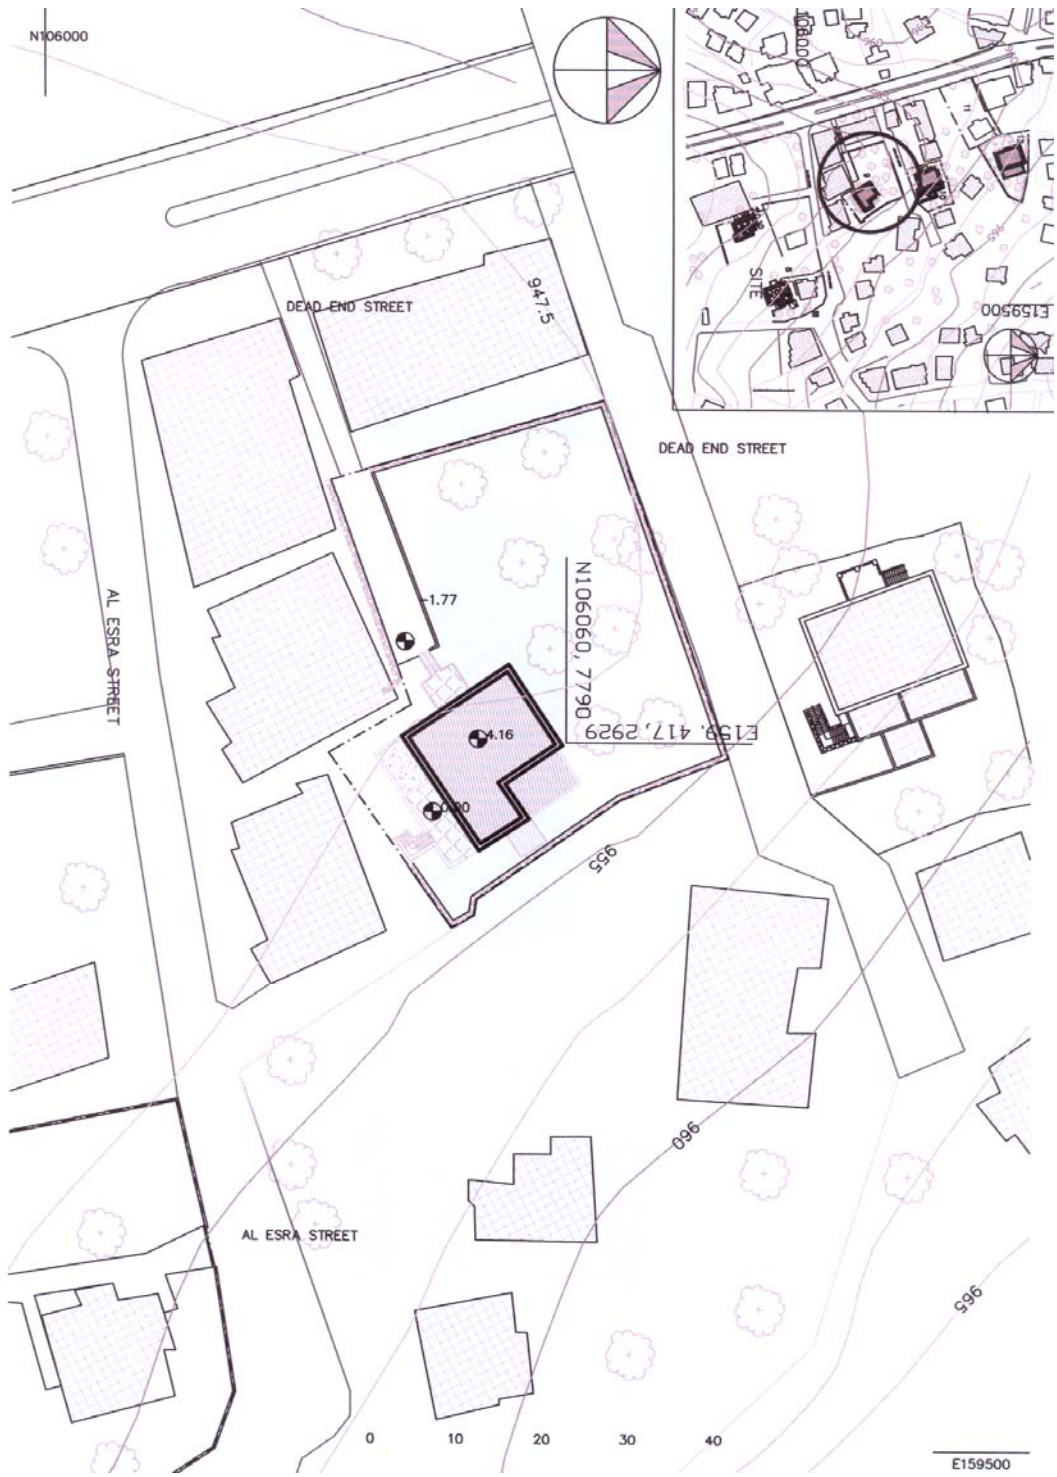 N106000
106000
SITE
E159500
947.5
DEAD END STREET
DEAD END STREET
AL ESRA STREET
-1.77
N106060, 7790
E159. 417, 2929
4.16
0.00
955
960
AL ESRA STREET
965
0 10 20 30 40
E159500